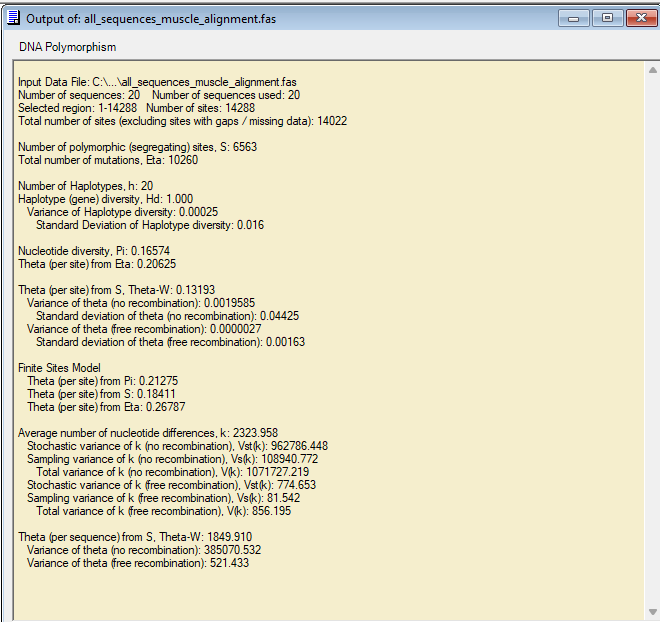 Output of: all_sequences_muscle_alignment.fas
DNA Polymorphism
Input Data File: C:\...\all_sequences_muscle_alignment.fas
Number of sequences: 20    Number of sequences used: 20
Selected region: 1-14288   Number of sites: 14288
Total number of sites (excluding sites with gaps / missing data): 14022
Number of polymorphic (segregating) sites, S: 6563
Total number of mutations, Eta: 10260
Number of Haplotypes, h: 20
Haplotype (gene) diversity, Hd: 1.000
Variance of Haplotype diversity: 0.00025
Standard Deviation of Haplotype diversity: 0.016
Nucleotide diversity, Pi: 0.16574
Theta (per site) from Eta: 0.20625
Theta (per site) from S, Theta-W: 0.13193
Variance of theta (no recombination): 0.0019585
Standard deviation of theta (no recombination): 0.04425
Variance of theta (free recombination): 0.0000027
Standard deviation of theta (free recombination): 0.00163
Finite Sites Model
Theta (per site) from Pi: 0.21275
Theta (per site) from S: 0.18411
Theta (per site) from Eta: 0.26787
Average number of nucleotide differences, k: 2323.958
Stochastic variance of k (no recombination), Vst(k): 962786.448
Sampling variance of k (no recombination), Vs(k): 108940.772
Total variance of k (no recombination), V(k): 1071727.219
Stochastic variance of k (free recombination), Vst(k): 774.653
Sampling variance of k (free recombination), Vs(k): 81.542
Total variance of k (free recombination), V(k): 856.195
Theta (per sequence) from S, Theta-W: 1849.910
Variance of theta (no recombination): 385070.532
Variance of theta (free recombination): 521.433